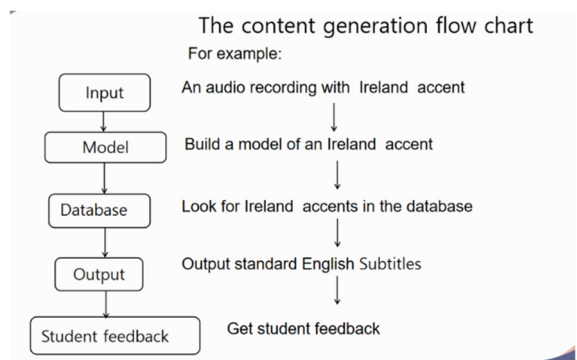 The content generation flow chart
For example:
Input
An audio recording with Ireland accent
Model
Build a model of an Ireland accent
Database
Look for Ireland accents in the database
Output
Output standard English Subtitles
Student feedback
Get student feedback